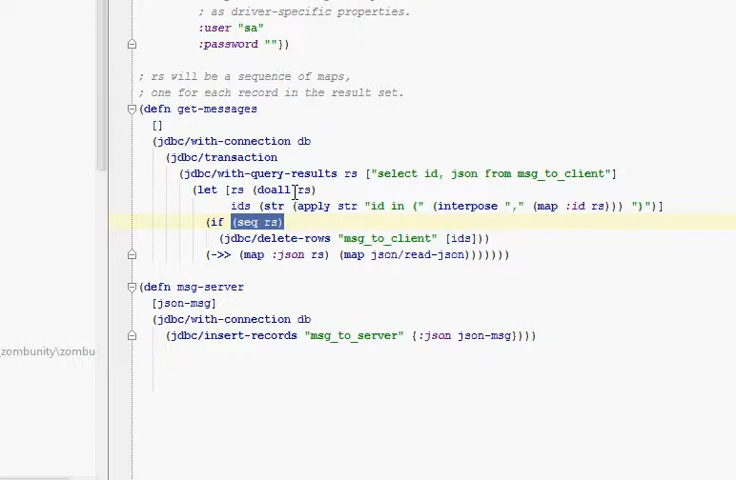 ; as driver-specific properties.
:user "sa"
:password ""})
; rs will be a sequence of maps,
; one for each record in the result set.
(defn get-messages
[]
(jdbc/with-connection db
(jdbc/transaction
(jdbc/with-query-results rs ["select id, json from msg_to_client"]
(let [rs (doall rs)
ids (str (apply str "id in (" (interpose "," (map :id rs))) ")")]
(if (seq rs)
(jdbc/delete-rows "msg_to_client" [ids]))
(->> (map :json rs) (map json/read-json)))))))
(defn msg-server
[json-msg]
(jdbc/with-connection db
(jdbc/insert-records "msg_to_server" {:json json-msg})))
_zombunity\zombu